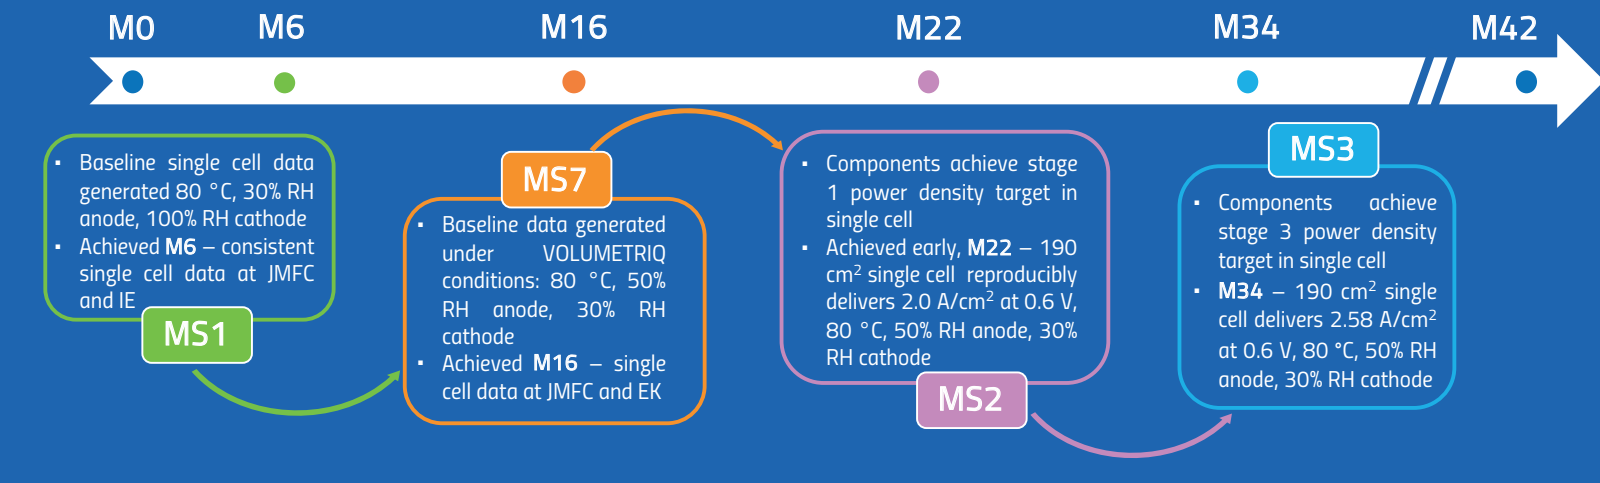 M0 M6 M16 M22 M34 M42
▪ Baseline single cell data
generated 80 °C, 30% RH
anode, 100% RH cathode
▪ Achieved M6 – consistent
single cell data at JMFC
and IE
MS1
MS7
▪ Baseline data generated
under VOLUMETRIQ
conditions: 80 °C, 50%
RH anode, 30% RH
cathode
▪ Achieved M16 – single
cell data at JMFC and EK
▪ Components achieve stage
1 power density target in
single cell
▪ Achieved early, M22 – 190
cm² single cell reproducibly
delivers 2.0 A/cm² at 0.6 V,
80 °C, 50% RH anode, 30%
RH cathode
MS2
MS3
▪ Components achieve
stage 3 power density
target in single cell
▪ M34 – 190 cm² single
cell delivers 2.58 A/cm²
at 0.6 V, 80 °C, 50% RH
anode, 30% RH cathode